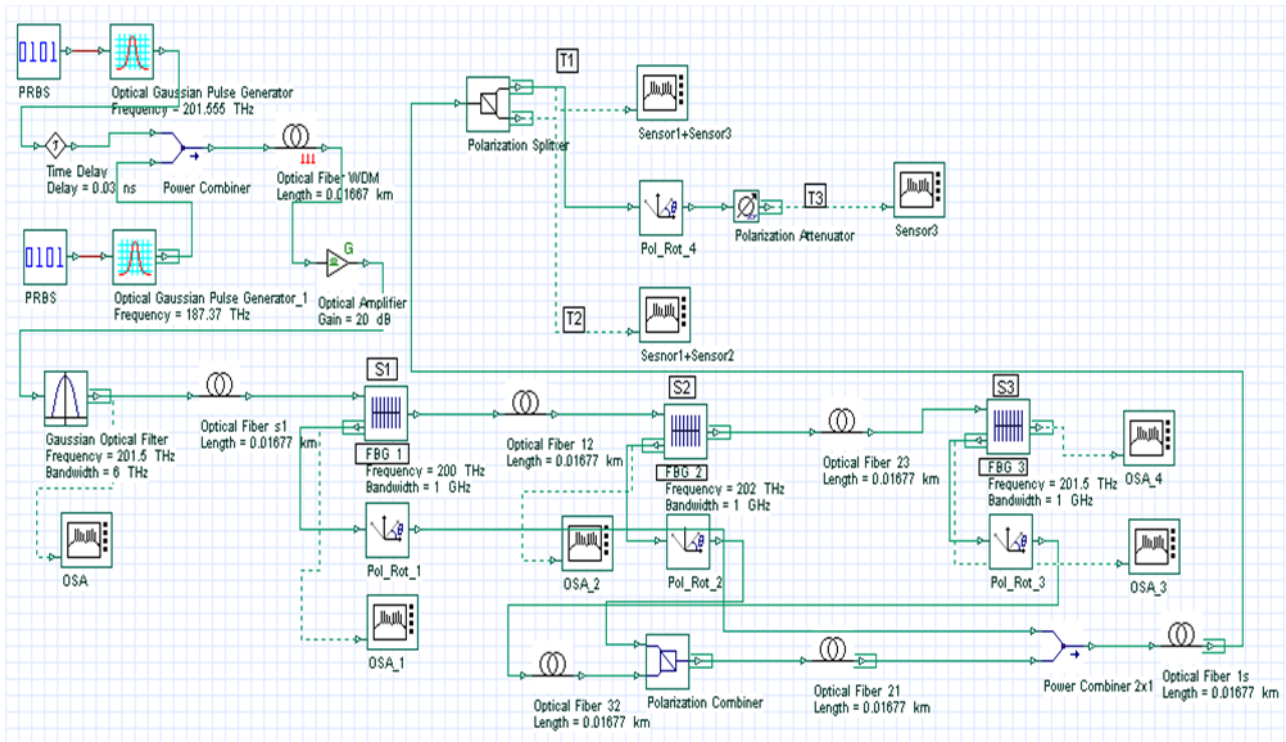 0101
PRBS
Optical Gaussian Pulse Generator
Frequency = 201.555 THz
τ
Time Delay
Delay = 0.03 ns
Power Combiner
Optical Fiber WDM
Length = 0.01667 km
0101
PRBS
Optical Gaussian Pulse Generator_1
Frequency = 187.37 THz
G
Optical Amplifier
Gain = 20 dB
T1
Polarization Splitter
Sensor1+Sensor3
θ
Pol_Rot_4
Polarization Attenuator
T3
Sensor3
T2
Sesnor1+Sensor2
Gaussian Optical Filter
Frequency = 201.5 THz
Bandwidth = 6 THz
OSA
Optical Fiber s1
Length = 0.01677 km
S1
FBG_1
Frequency = 200 THz
Bandwidth = 1 GHz
θ
Pol_Rot_1
OSA_1
Optical Fiber 12
Length = 0.01677 km
S2
FBG_2
Frequency = 202 THz
Bandwidth = 1 GHz
OSA_2
θ
Pol_Rot_2
Optical Fiber 23
Length = 0.01677 km
S3
FBG_3
Frequency = 201.5 THz
Bandwidth = 1 GHz
OSA_4
θ
Pol_Rot_3
OSA_3
Optical Fiber 32
Length = 0.01677 km
Polarization Combiner
Optical Fiber 21
Length = 0.01677 km
Power Combiner 2x1
Optical Fiber 1s
Length = 0.01677 km